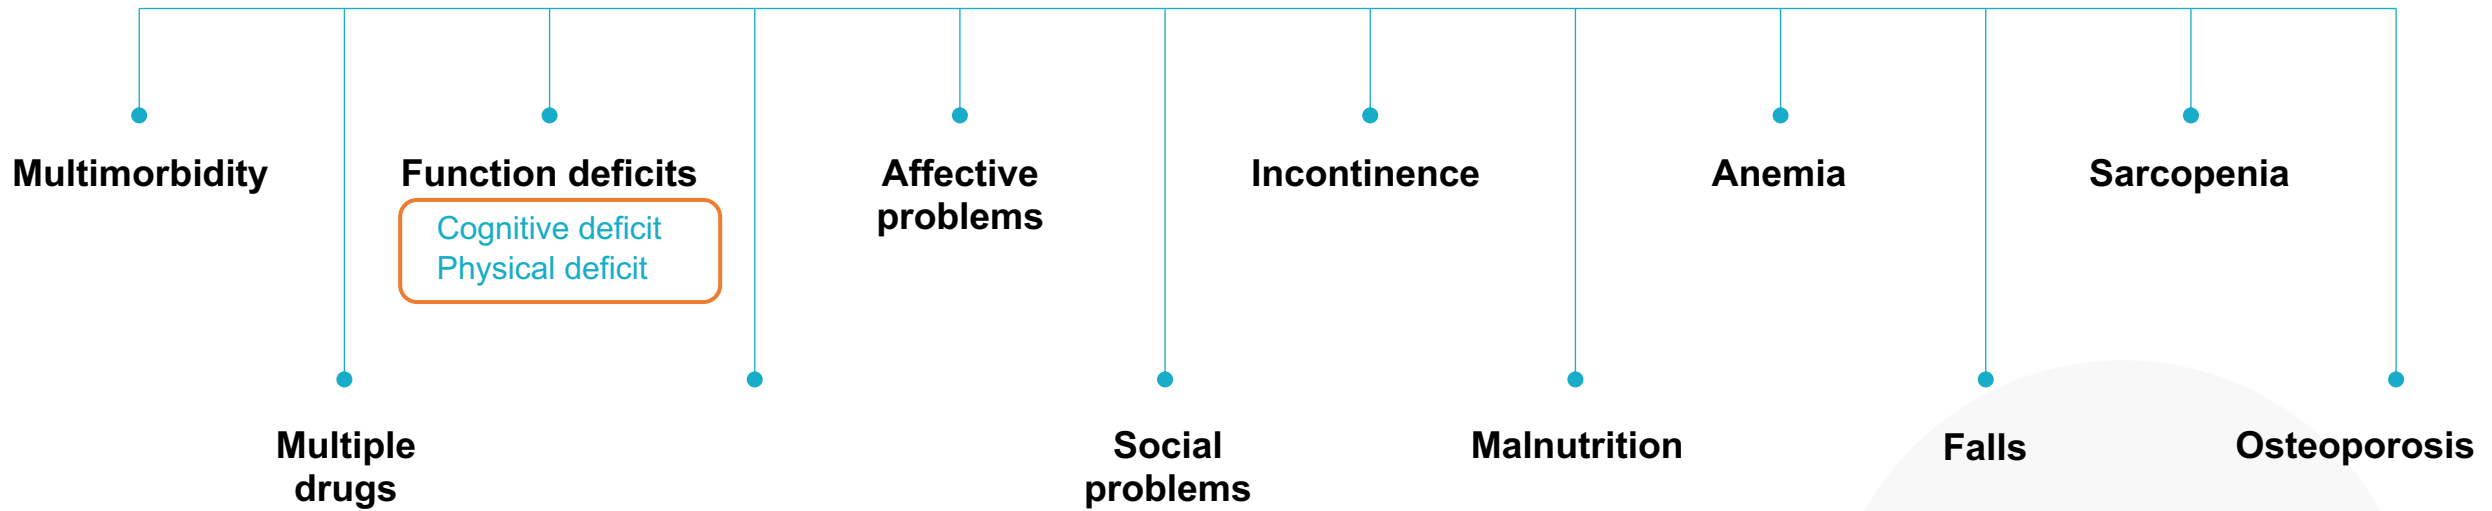 Multimorbidity
Function deficits
Cognitive deficit
Physical deficit
Affective
problems
Incontinence
Anemia
Sarcopenia
Multiple
drugs
Social
problems
Malnutrition
Falls
Osteoporosis